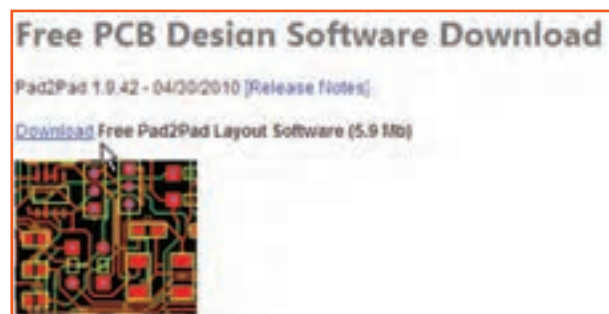 Free PCB Design Software Download
Pad2Pad 1.9.42 - 04/30/2010 [Release Notes]
Download Free Pad2Pad Layout Software (5.9 Mb)